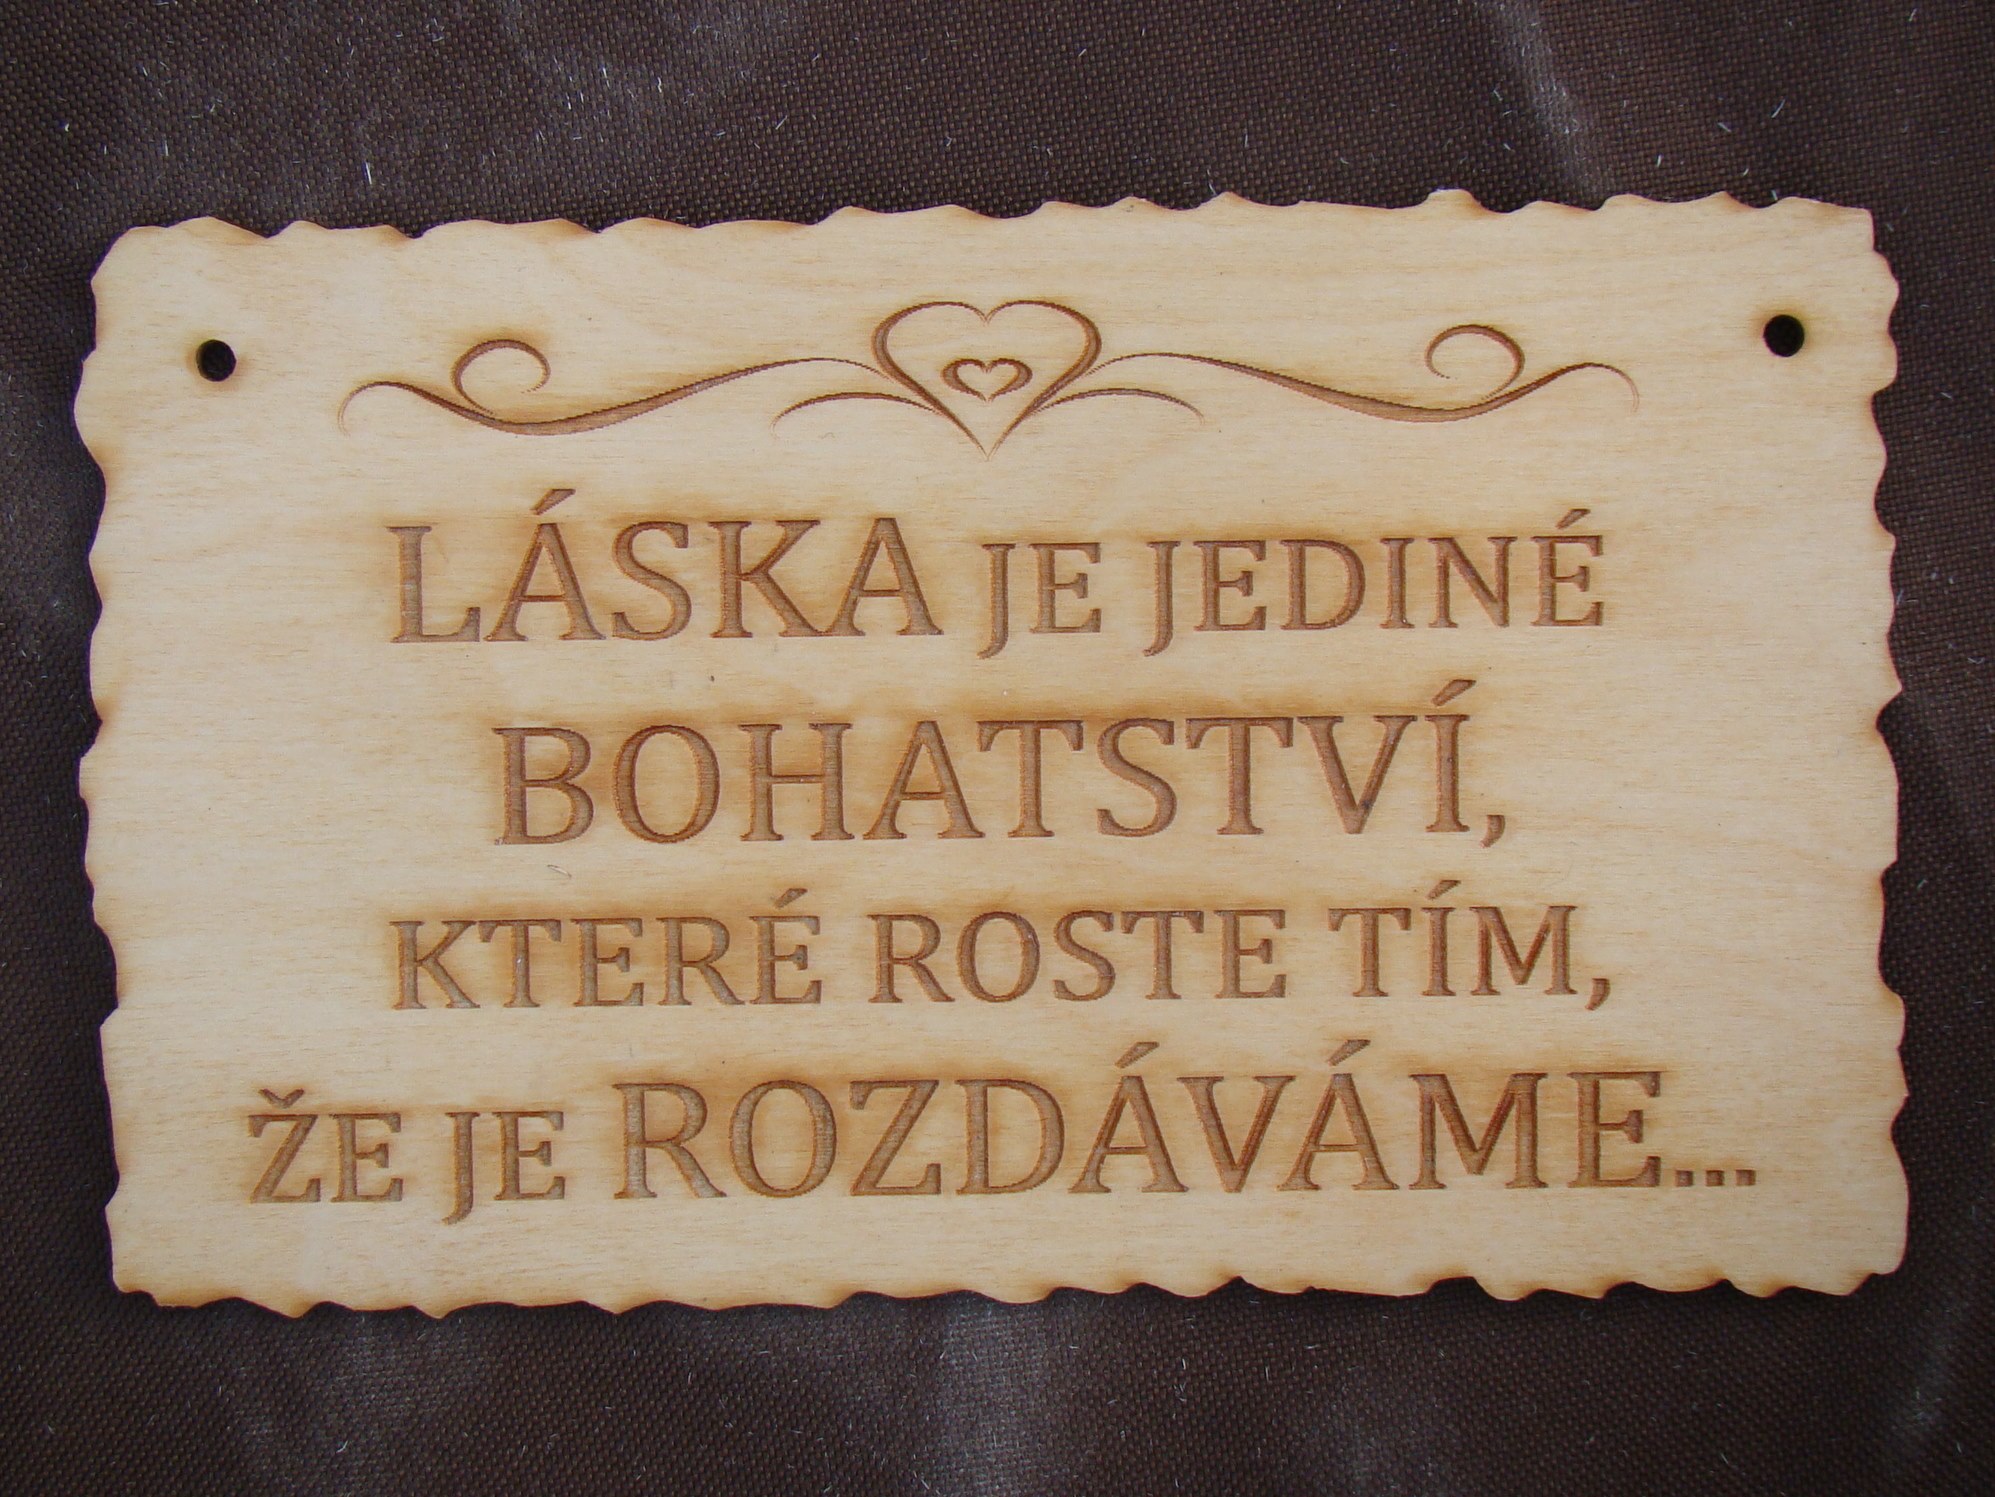 LÁSKA JE JEDINÉ
BOHATSTVÍ,
KTERÉ ROSTE TÍM,
ŽE JE ROZDÁVÁME...